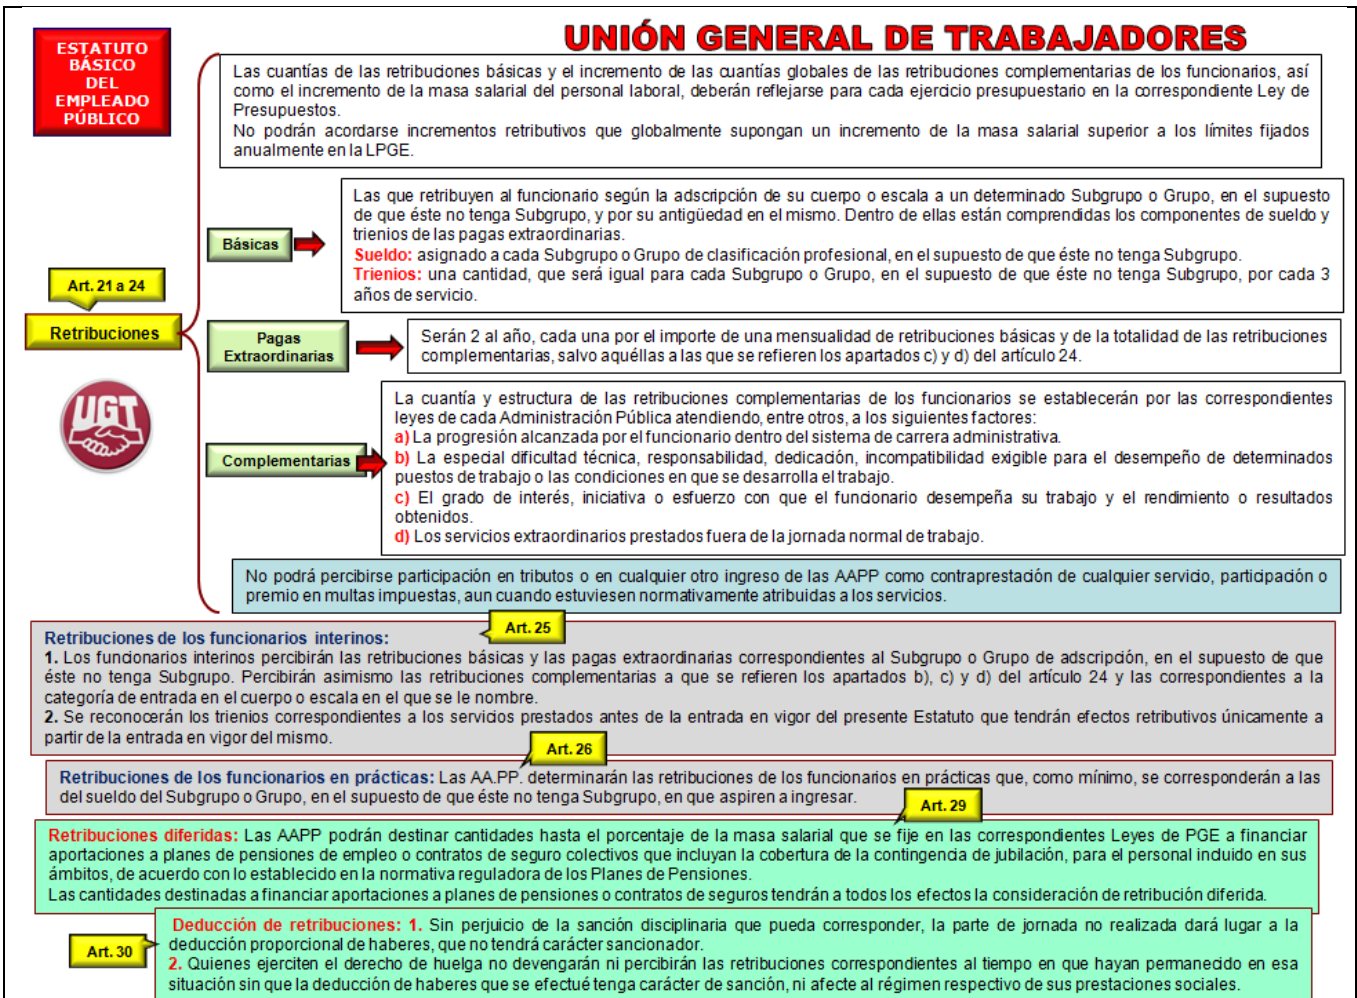 UNIÓN GENERAL DE TRABAJADORES
ESTATUTO
BÁSICO
DEL
EMPLEADO
PÚBLICO
Las cuantías de las retribuciones básicas y el incremento de las cuantías globales de las retribuciones complementarias de los funcionarios, así
como el incremento de la masa salarial del personal laboral, deberán reflejarse para cada ejercicio presupuestario en la correspondiente Ley de
Presupuestos.
No podrán acordarse incrementos retributivos que globalmente supongan un incremento de la masa salarial superior a los límites fijados
anualmente en la LPGE.
Art. 21 a 24
Retribuciones
UGT
Básicas
Las que retribuyen al funcionario según la adscripción de su cuerpo o escala a un determinado Subgrupo o Grupo, en el supuesto
de que éste no tenga Subgrupo, y por su antigüedad en el mismo. Dentro de ellas están comprendidas los componentes de sueldo y
trienios de las pagas extraordinarias.
Sueldo: asignado a cada Subgrupo o Grupo de clasificación profesional, en el supuesto de que éste no tenga Subgrupo.
Trienios: una cantidad, que será igual para cada Subgrupo o Grupo, en el supuesto de que éste no tenga Subgrupo, por cada 3
años de servicio.
Pagas
Extraordinarias
Serán 2 al año, cada una por el importe de una mensualidad de retribuciones básicas y de la totalidad de las retribuciones
complementarias, salvo aquéllas a las que se refieren los apartados c) y d) del artículo 24.
Complementarias
La cuantía y estructura de las retribuciones complementarias de los funcionarios se establecerán por las correspondientes
leyes de cada Administración Pública atendiendo, entre otros, a los siguientes factores:
a) La progresión alcanzada por el funcionario dentro del sistema de carrera administrativa.
b) La especial dificultad técnica, responsabilidad, dedicación, incompatibilidad exigible para el desempeño de determinados
puestos de trabajo o las condiciones en que se desarrolla el trabajo.
c) El grado de interés, iniciativa o esfuerzo con que el funcionario desempeña su trabajo y el rendimiento o resultados
obtenidos.
d) Los servicios extraordinarios prestados fuera de la jornada normal de trabajo.
No podrá percibirse participación en tributos o en cualquier otro ingreso de las AAPP como contraprestación de cualquier servicio, participación o
premio en multas impuestas, aun cuando estuviesen normativamente atribuidas a los servicios.
Art. 25
Retribuciones de los funcionarios interinos:
1. Los funcionarios interinos percibirán las retribuciones básicas y las pagas extraordinarias correspondientes al Subgrupo o Grupo de adscripción, en el supuesto de que
éste no tenga Subgrupo. Percibirán asimismo las retribuciones complementarias a que se refieren los apartados b), c) y d) del artículo 24 y las correspondientes a la
categoría de entrada en el cuerpo o escala en el que se le nombre.
2. Se reconocerán los trienios correspondientes a los servicios prestados antes de la entrada en vigor del presente Estatuto que tendrán efectos retributivos únicamente a
partir de la entrada en vigor del mismo.
Art. 26
Retribuciones de los funcionarios en prácticas: Las AA.PP. determinarán las retribuciones de los funcionarios en prácticas que, como mínimo, se corresponderán a las
del sueldo del Subgrupo o Grupo, en el supuesto de que éste no tenga Subgrupo, en que aspiren a ingresar.
Art. 29
Retribuciones diferidas: Las AAPP podrán destinar cantidades hasta el porcentaje de la masa salarial que se fije en las correspondientes Leyes de PGE a financiar
aportaciones a planes de pensiones de empleo o contratos de seguro colectivos que incluyan la cobertura de la contingencia de jubilación, para el personal incluido en sus
ámbitos, de acuerdo con lo establecido en la normativa reguladora de los Planes de Pensiones.
Las cantidades destinadas a financiar aportaciones a planes de pensiones o contratos de seguros tendrán a todos los efectos la consideración de retribución diferida.
Art. 30
Deducción de retribuciones: 1. Sin perjuicio de la sanción disciplinaria que pueda corresponder, la parte de jornada no realizada dará lugar a la
deducción proporcional de haberes, que no tendrá carácter sancionador.
2. Quienes ejerciten el derecho de huelga no devengarán ni percibirán las retribuciones correspondientes al tiempo en que hayan permanecido en esa
situación sin que la deducción de haberes que se efectué tenga carácter de sanción, ni afecte al régimen respectivo de sus prestaciones sociales.